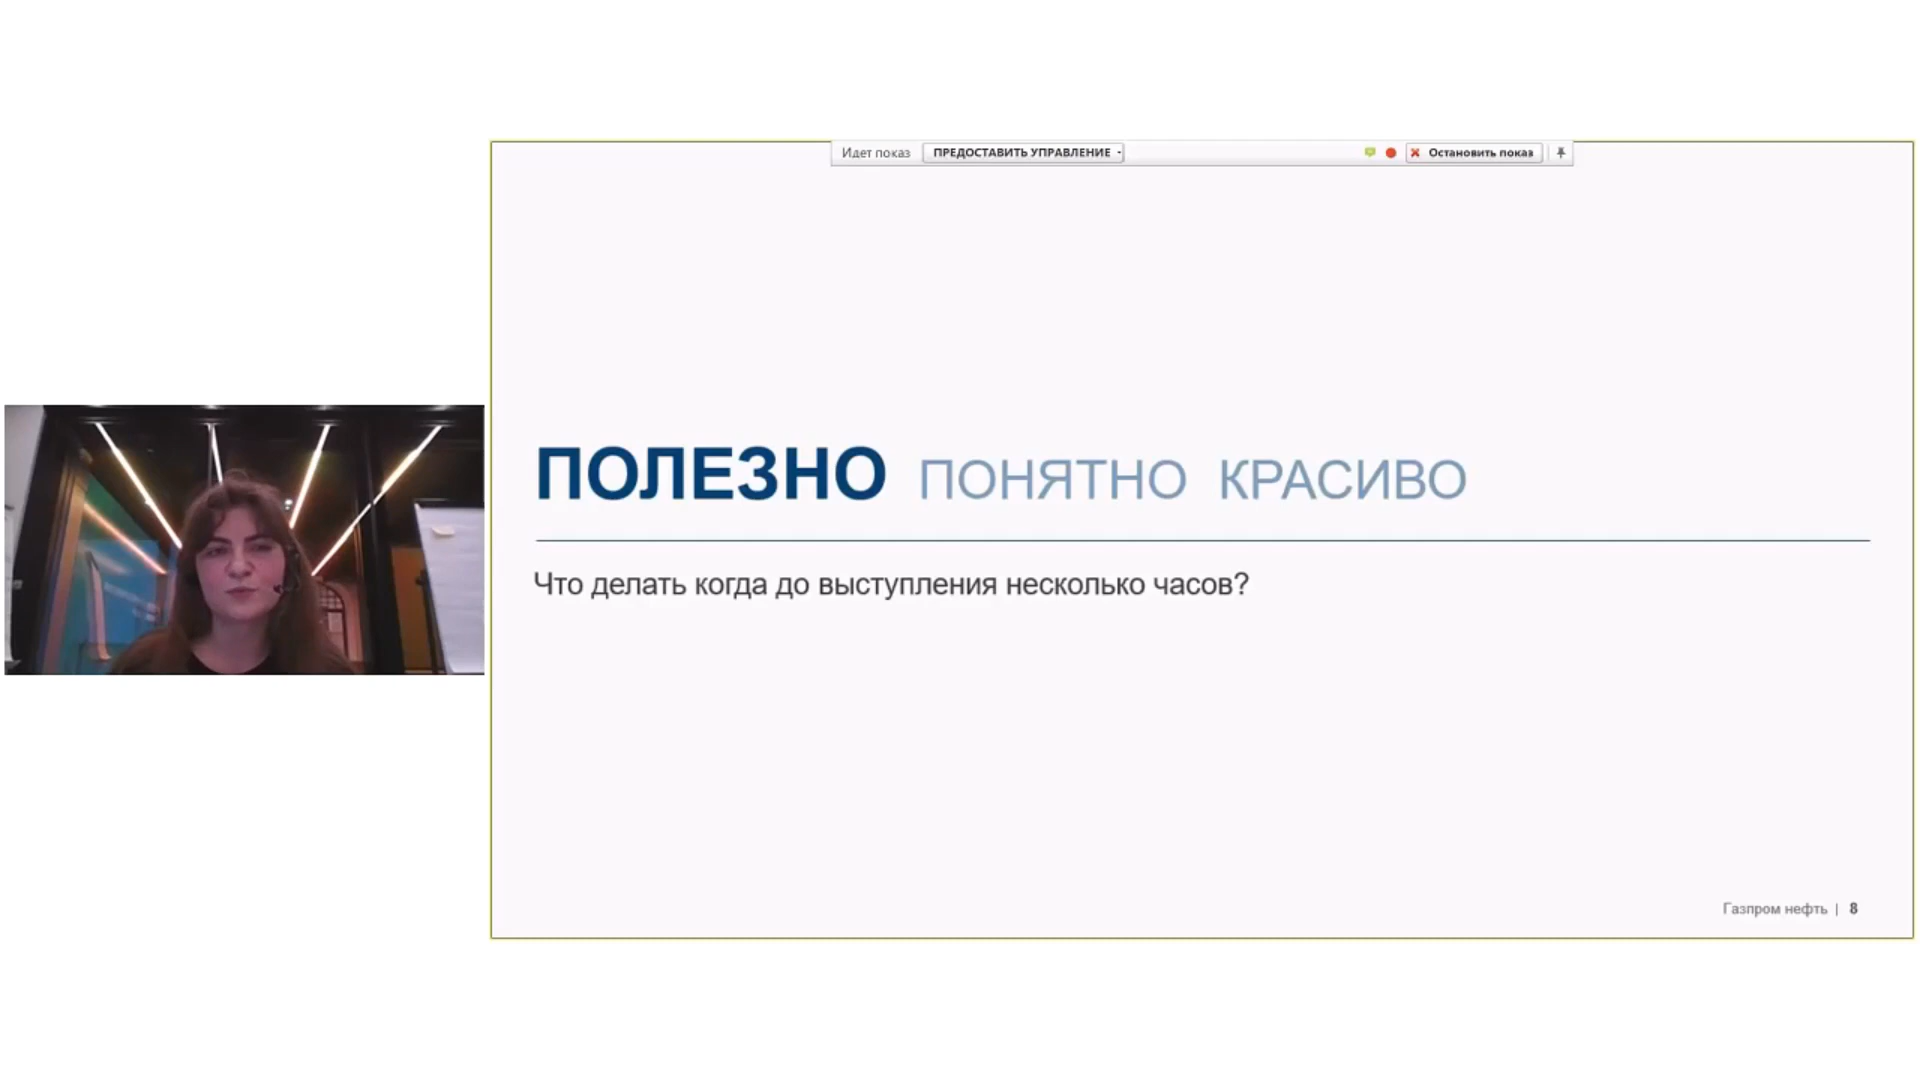 Идет показ ПРЕДОСТАВИТЬ УПРАВЛЕНИЕ Остановить показ
ПОЛЕЗНО ПОНЯТНО КРАСИВО
Что делать когда до выступления несколько часов?
Газпром нефть | 8